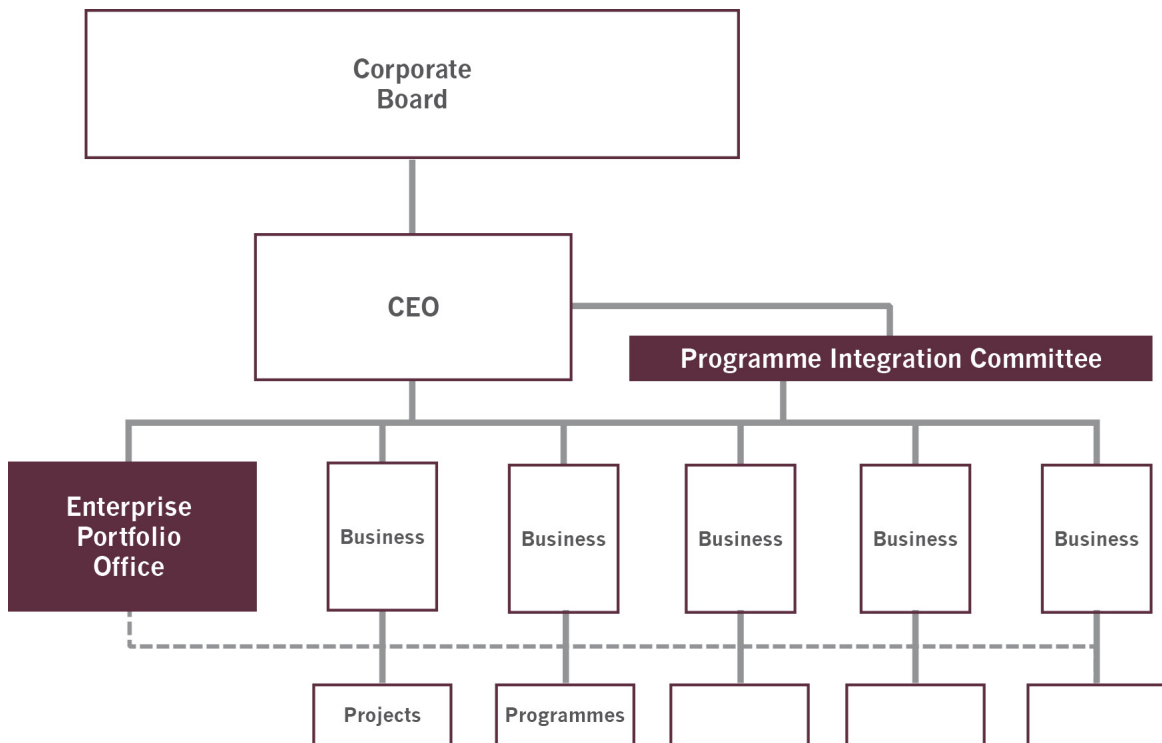 Corporate
Board
CEO
Programme Integration Committee
Enterprise
Portfolio
Office
Business
Business
Business
Business
Business
Projects
Programmes